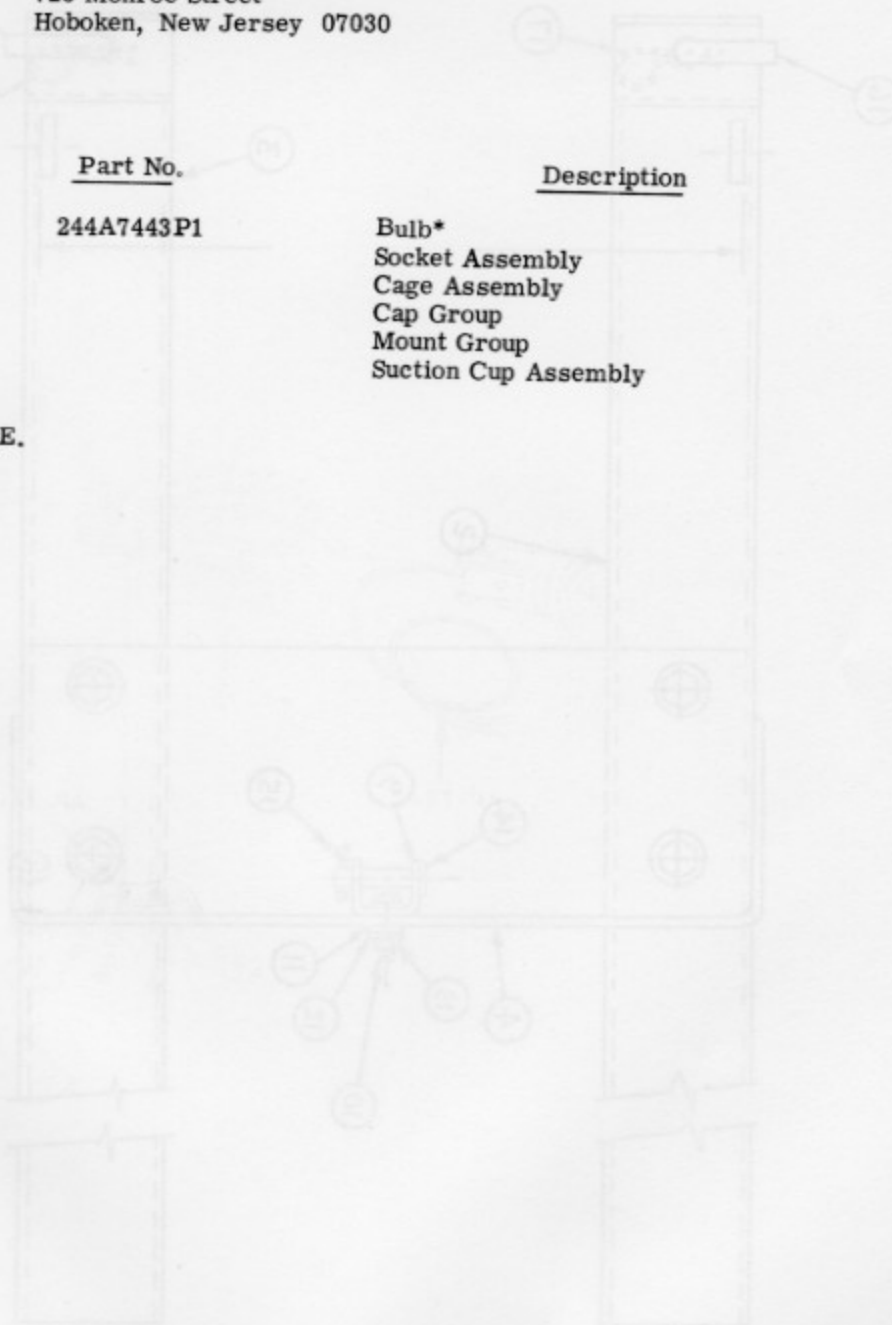 Hoboken, New Jersey 07030
Part No. Description
244A7443P1 Bulb*
Socket Assembly
Cage Assembly
Cap Group
Mount Group
Suction Cup Assembly
E.